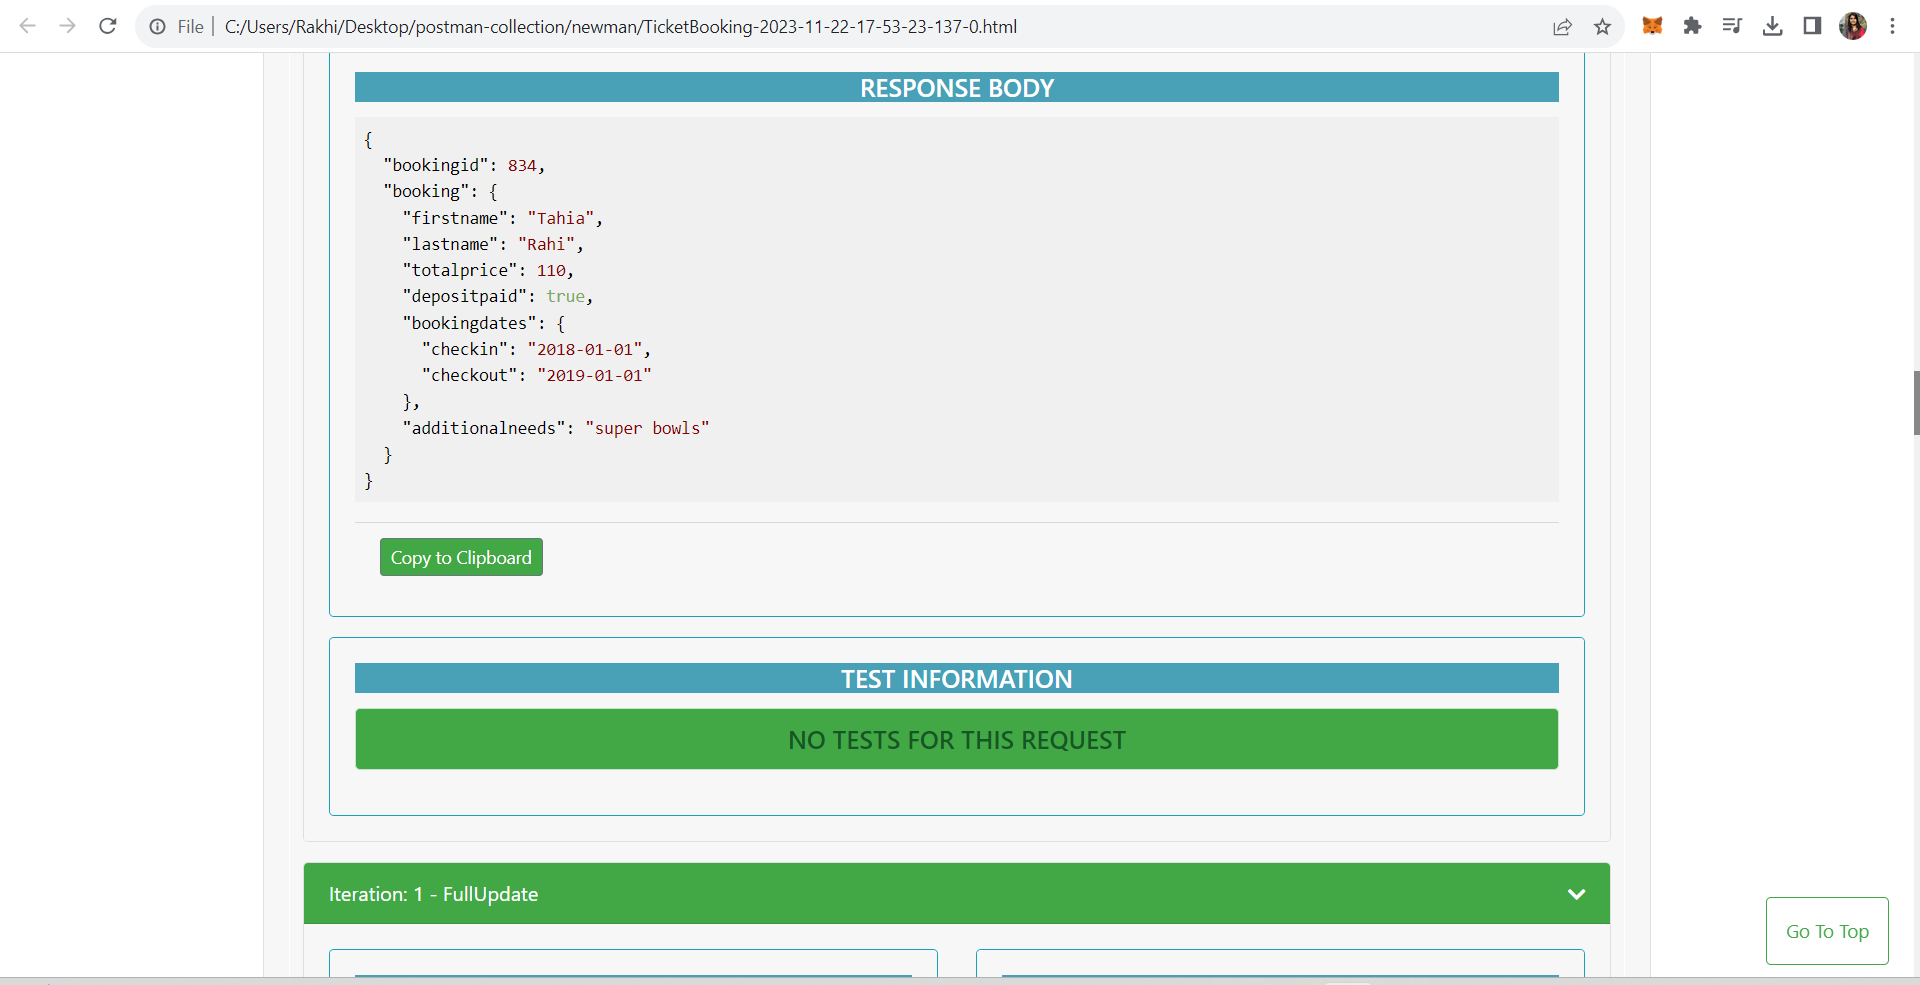 File | C:/Users/Rakhi/Desktop/postman-collection/newman/TicketBooking-2023-11-22-17-53-23-137-0.html
RESPONSE BODY
{
  "bookingid": 834,
  "booking": {
    "firstname": "Tahia",
    "lastname": "Rahi",
    "totalprice": 110,
    "depositpaid": true,
    "bookingdates": {
      "checkin": "2018-01-01",
      "checkout": "2019-01-01"
    },
    "additionalneeds": "super bowls"
  }
}
Copy to Clipboard
TEST INFORMATION
NO TESTS FOR THIS REQUEST
Iteration: 1 - FullUpdate
Go To Top